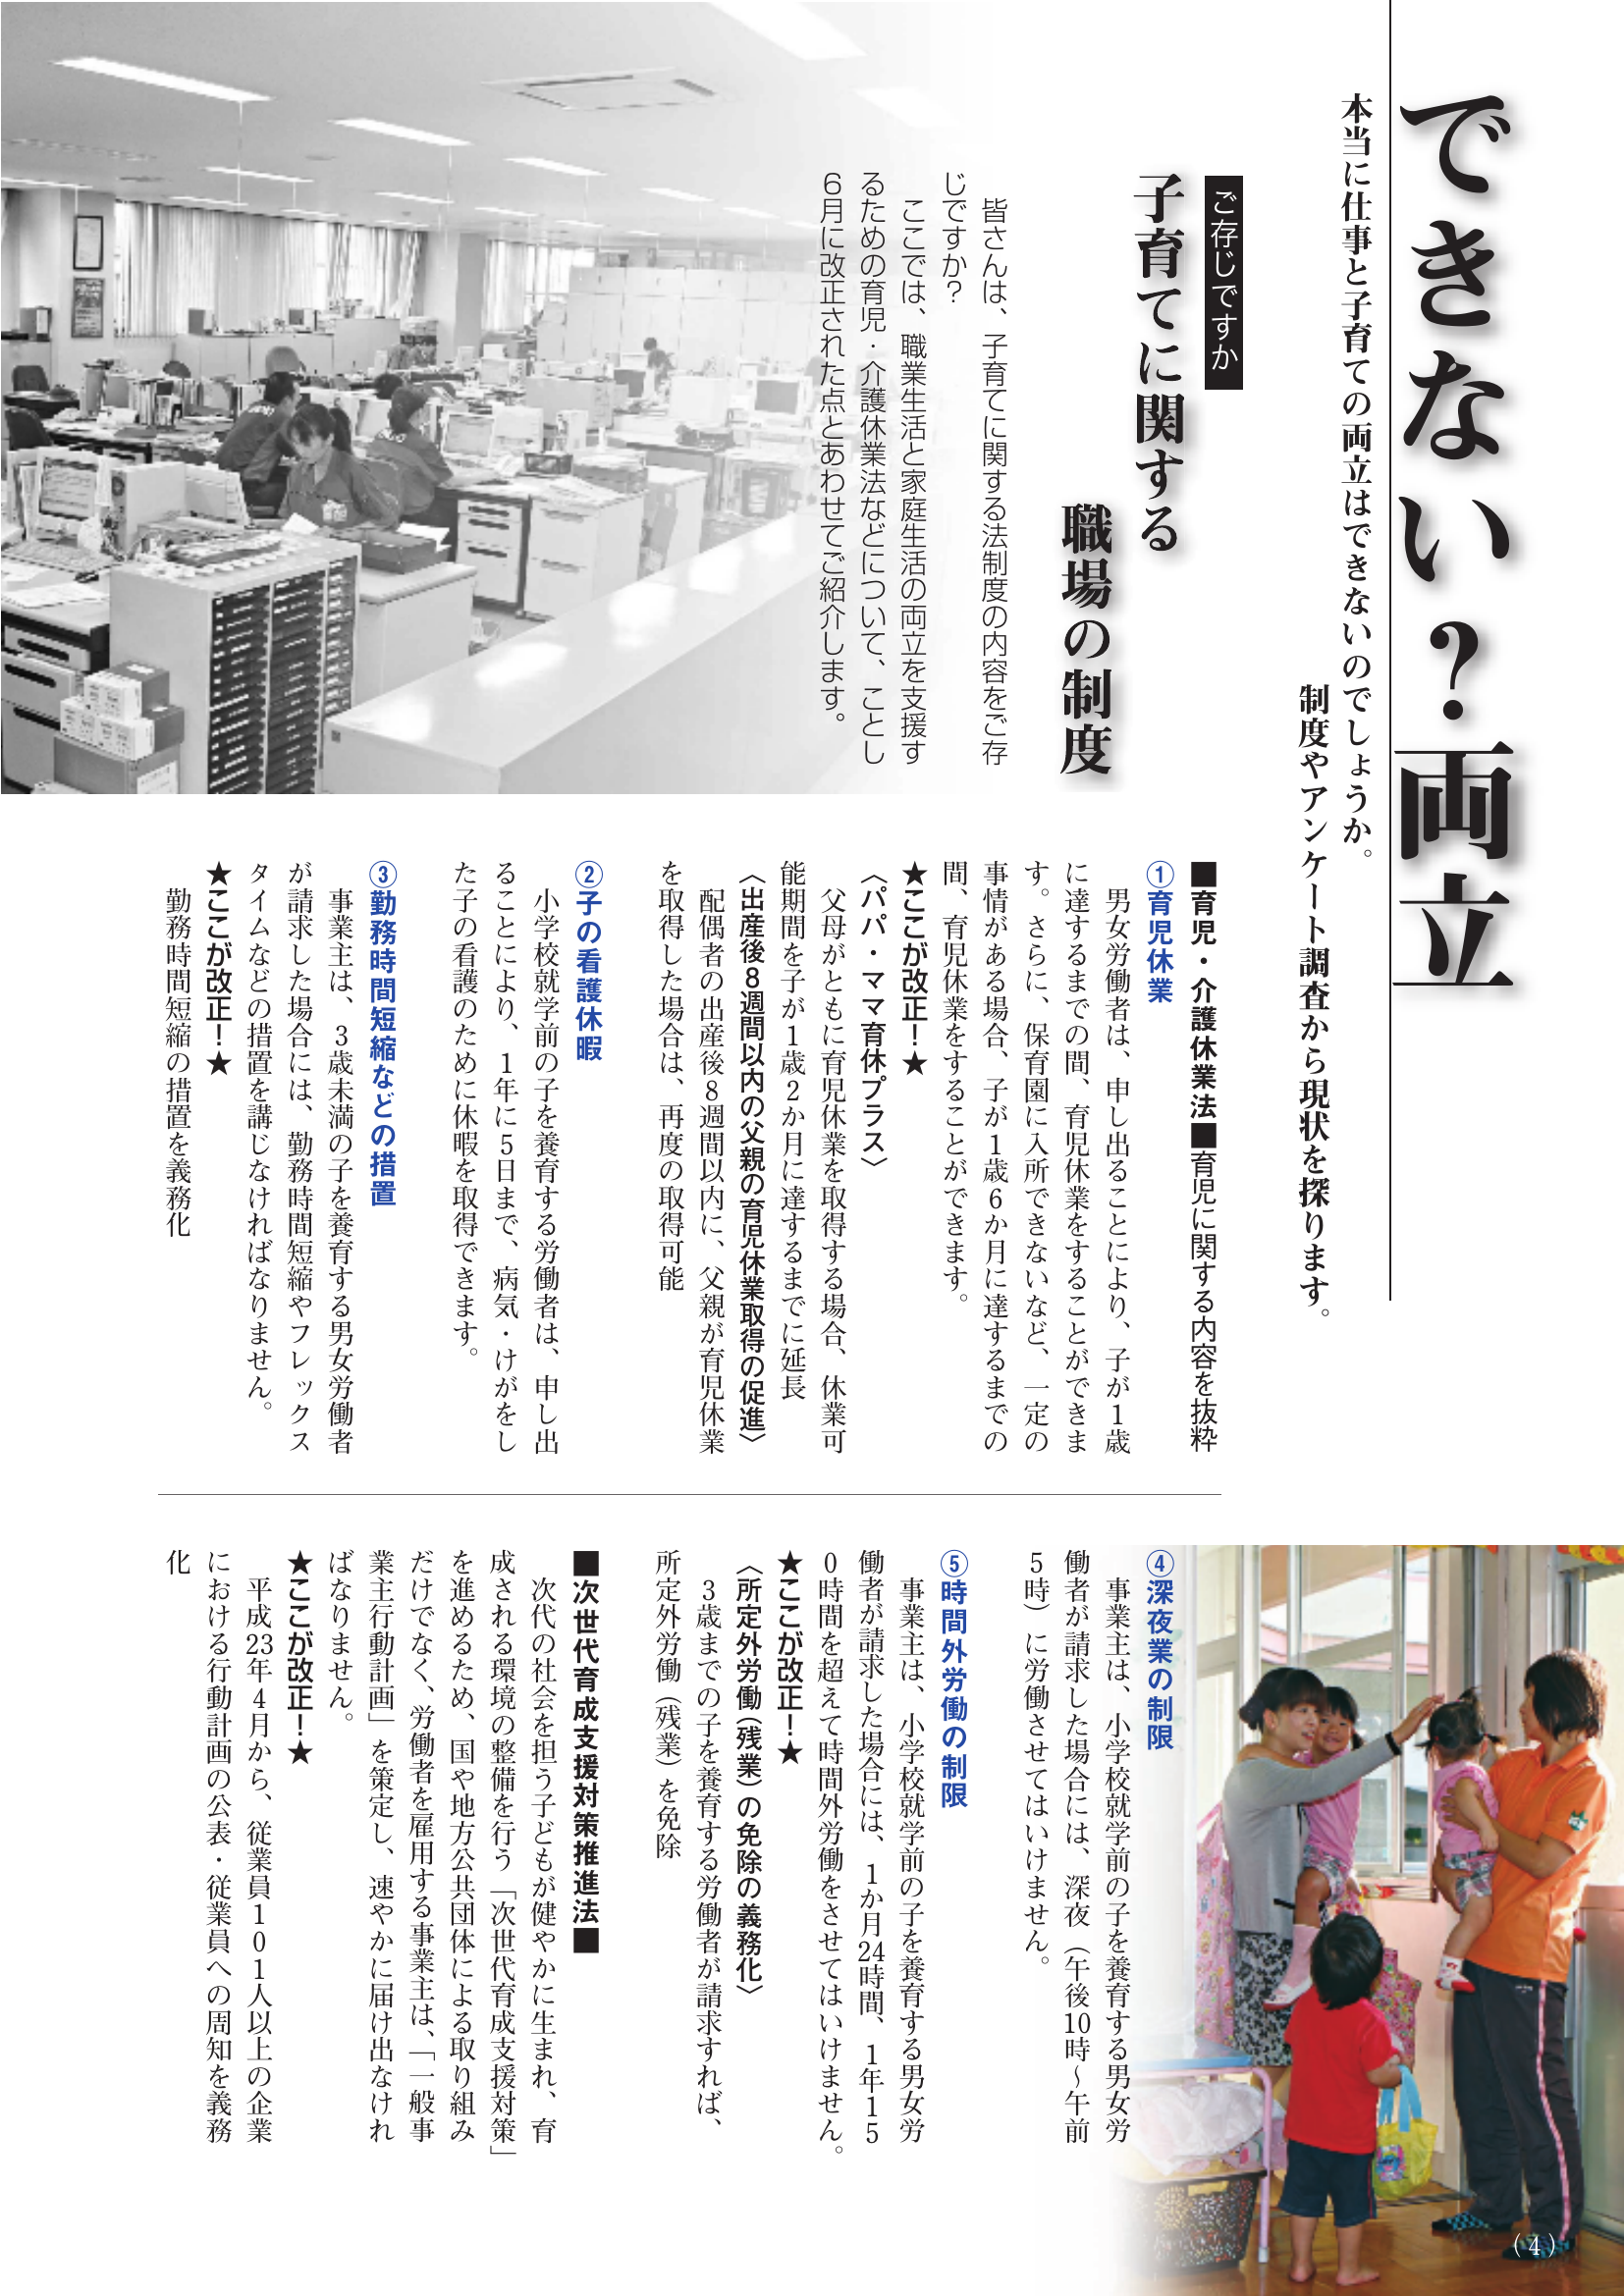 できない?両立
本当に仕事と子育ての両立はできないのでしょうか。
制度やアンケート調査から現状を探ります。
ご存じですか
子育てに関する
職場の制度
皆さんは、子育てに関する法制度の内容をご存
じですか?
ここでは、職業生活と家庭生活の両立を支援す
るための育児・介護休業法などについて、ことし
6月に改正された点とあわせてご紹介します。
■育児・介護休業法■育児に関する内容を抜粋
①育児休業
男女労働者は、申し出ることにより、子が1歳
に達するまでの間、育児休業をすることができま
す。さらに、保育園に入所できないなど、一定の
事情がある場合、子が1歳6か月に達するまでの
間、育児休業をすることができます。
★ここが改正!★
〈パパ・ママ育休プラス〉
父母がともに育児休業を取得する場合、休業可
能期間を子が1歳2か月に達するまでに延長
〈出産後8週間以内の父親の育児休業取得の促進〉
配偶者の出産後8週間以内に、父親が育児休業
を取得した場合は、再度の取得可能
②子の看護休暇
小学校就学前の子を養育する労働者は、申し出
ることにより、1年に5日まで、病気・けがをし
た子の看護のために休暇を取得できます。
③勤務時間短縮などの措置
事業主は、3歳未満の子を養育する男女労働者
が請求した場合には、勤務時間短縮やフレックス
タイムなどの措置を講じなければなりません。
★ここが改正!★
勤務時間短縮の措置を義務化
④深夜業の制限
事業主は、小学校就学前の子を養育する男女労
働者が請求した場合には、深夜（午後10時～午前
5時）に労働させてはいけません。
⑤時間外労働の制限
事業主は、小学校就学前の子を養育する男女労
働者が請求した場合には、1か月24時間、1年15
0時間を超えて時間外労働をさせてはいけません。
★ここが改正!★
〈所定外労働（残業）の免除の義務化〉
3歳までの子を養育する労働者が請求すれば、
所定外労働（残業）を免除
■次世代育成支援対策推進法■
次代の社会を担う子どもが健やかに生まれ、育
成される環境の整備を行う「次世代育成支援対策」
を進めるため、国や地方公共団体による取り組み
だけでなく、労働者を雇用する事業主は、「一般事
業主行動計画」を策定し、速やかに届け出なけれ
ばなりません。
★ここが改正!★
平成23年4月から、従業員101人以上の企業
における行動計画の公表・従業員への周知を義務
化
（4）